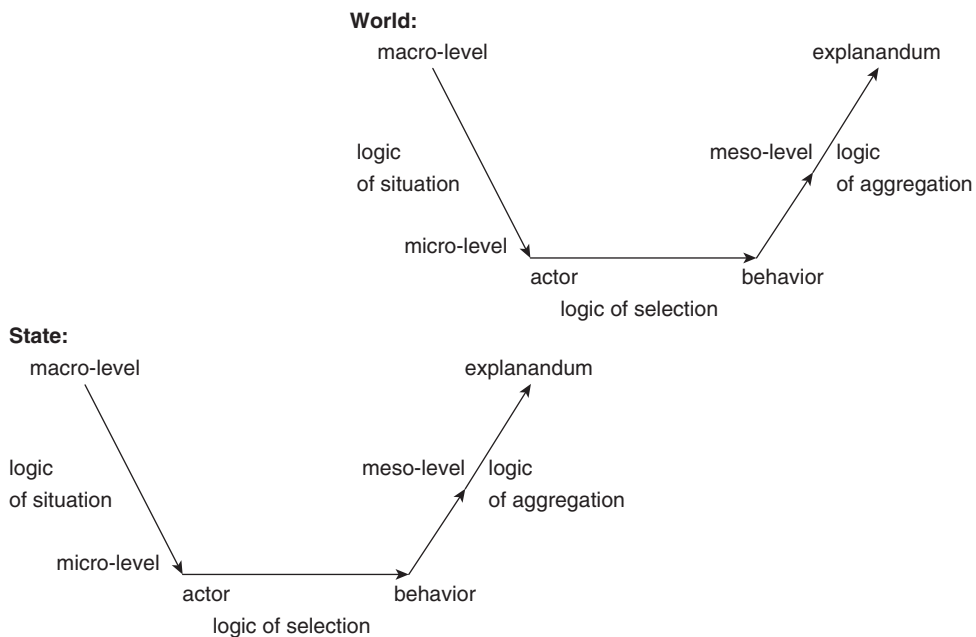 World:
macro-level
explanandum
logic
of situation
meso-level
logic
of aggregation
micro-level
actor
behavior
logic of selection
State:
macro-level
explanandum
logic
of situation
meso-level
logic
of aggregation
micro-level
actor
behavior
logic of selection